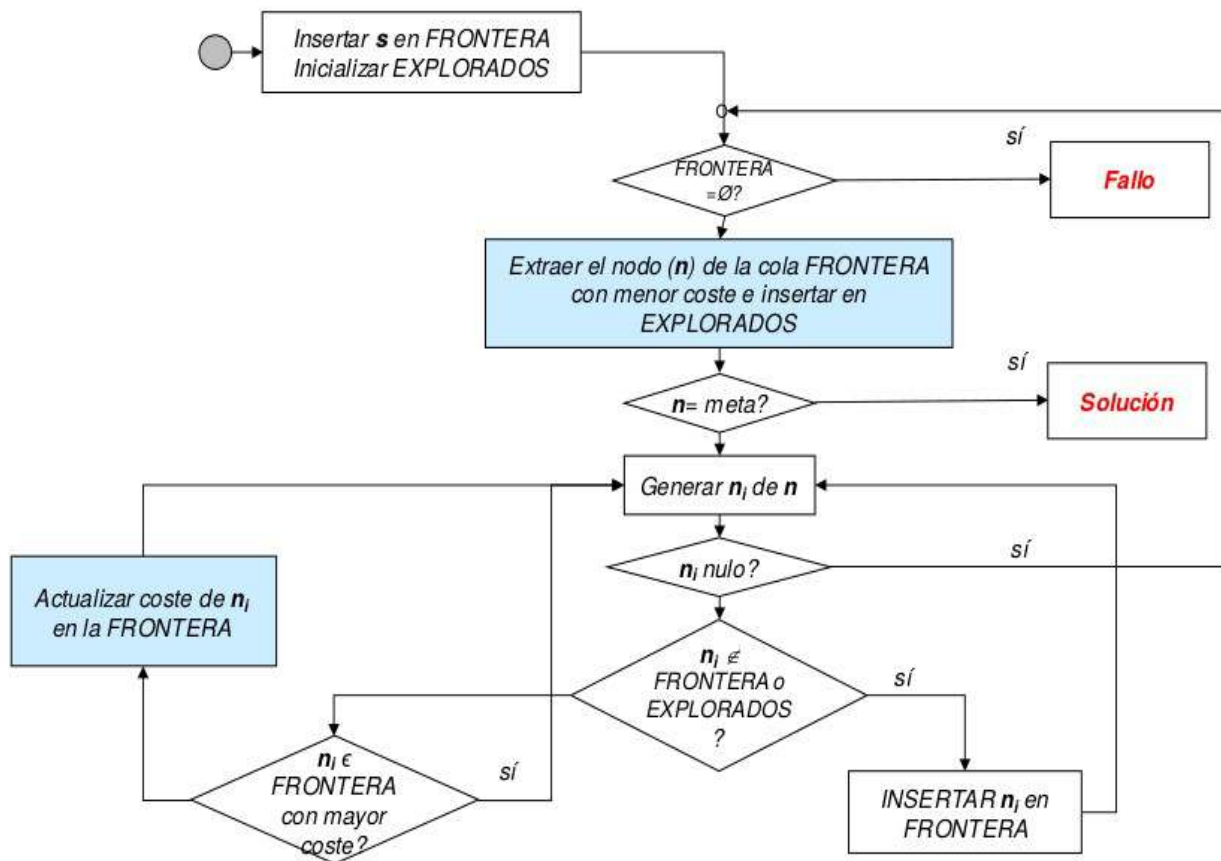 Insertar s en FRONTERA
Inicializar EXPLORADOS
sí
FRONTERA
=Ø?
Fallo
Extraer el nodo (n) de la cola FRONTERA
con menor coste e insertar en
EXPLORADOS
sí
n= meta?
Solución
Generar ni de n
sí
ni nulo?
Actualizar coste de ni
en la FRONTERA
ni ∉
FRONTERA o
EXPLORADOS
?
sí
ni ϵ
FRONTERA
con mayor
coste?
sí
INSERTAR ni en
FRONTERA